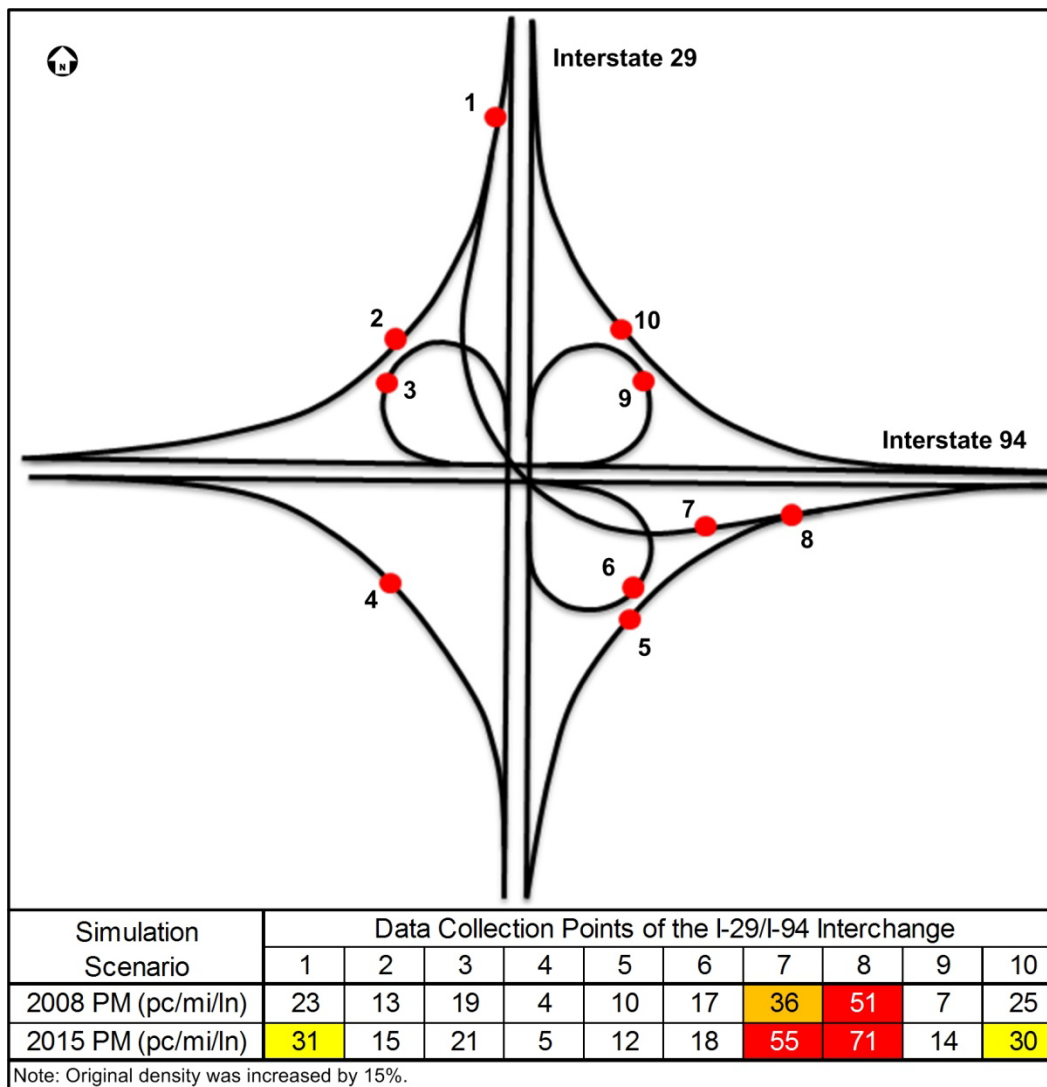 N
Interstate 29
1
2
10
3
9
Interstate 94
7
8
6
4
5
Simulation Scenario
Data Collection Points of the I-29/I-94 Interchange
1 2 3 4 5 6 7 8 9 10
2008 PM (pc/mi/ln) 23 13 19 4 10 17 36 51 7 25
2015 PM (pc/mi/ln) 31 15 21 5 12 18 55 71 14 30
Note: Original density was increased by 15%.